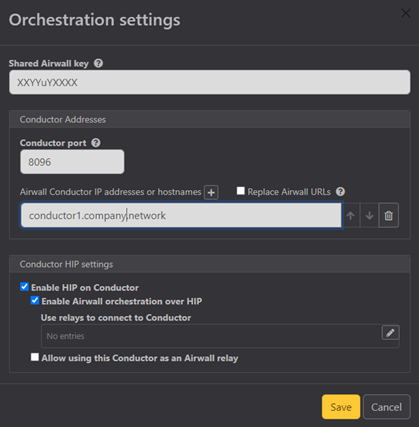 Orchestration settings
Shared Airwall key
XXYYuYXXXX
Conductor Addresses
Conductor port
8096
Airwall Conductor IP addresses or hostnames + Replace Airwall URLs
conductor1.company.network
Conductor HIP settings
Enable HIP on Conductor
Enable Airwall orchestration over HIP
Use relays to connect to Conductor
No entries
Allow using this Conductor as an Airwall relay
Save Cancel